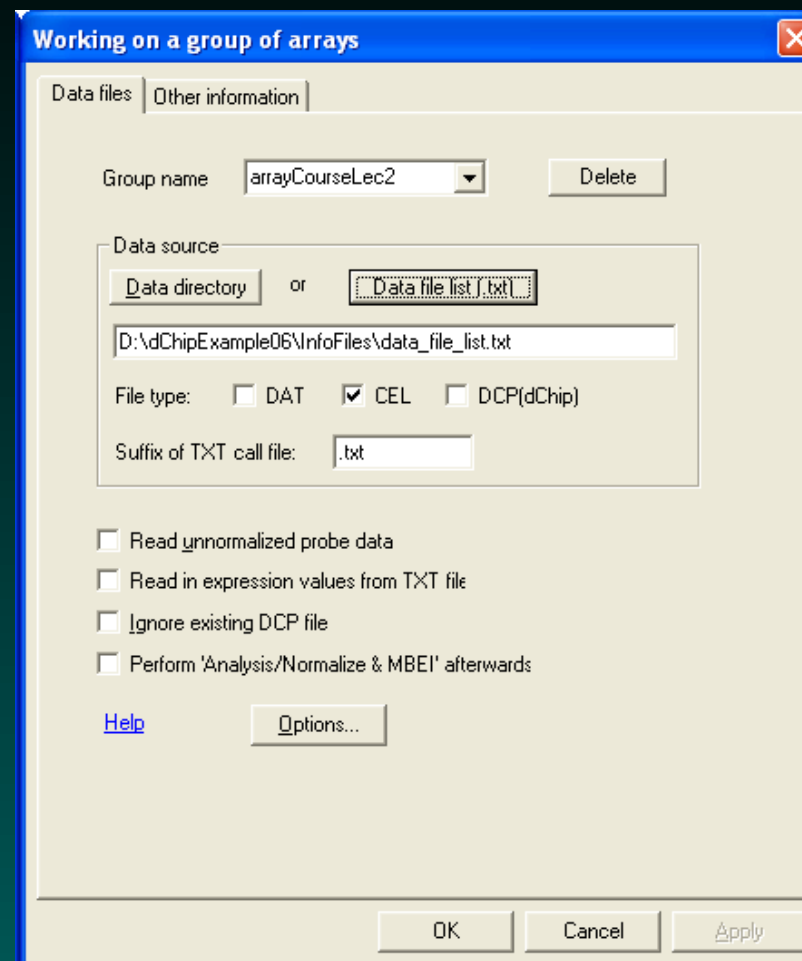 Working on a group of arrays
Data files Other information
Group name arrayCourseLec2 Delete
Data source
Data directory or Data file list (.txt)
D:\dChipExample06\InfoFiles\data_file_list.txt
File type: DAT CEL DCP(dChip)
Suffix of TXT call file: .txt
Read unnormalized probe data
Read in expression values from TXT file
Ignore existing DCP file
Perform 'Analysis/Normalize & MBEI' afterwards
Help Options...
OK Cancel Apply